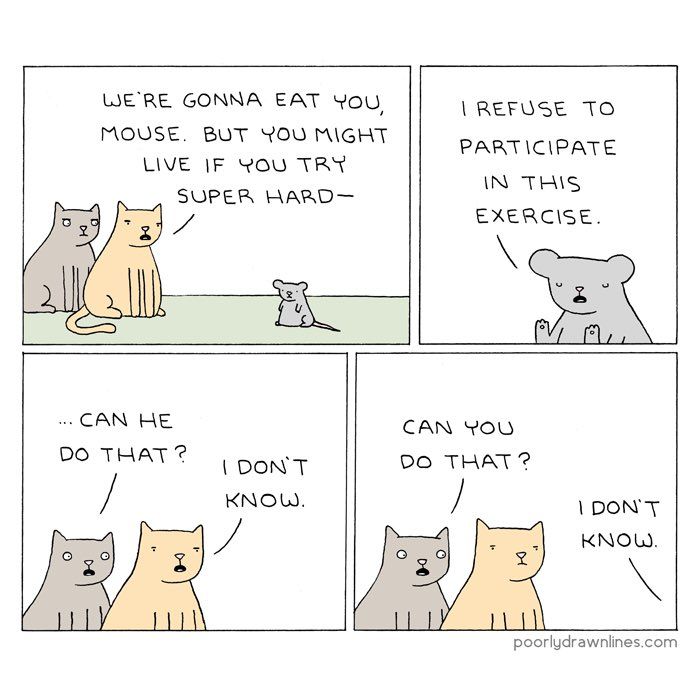 WE'RE GONNA EAT YOU,
MOUSE. BUT YOU MIGHT
LIVE IF YOU TRY
SUPER HARD—
I REFUSE TO
PARTICIPATE
IN THIS
EXERCISE.
... CAN HE
DO THAT?
I DON'T
KNOW.
CAN YOU
DO THAT?
I DON'T
KNOW.
poorlydrawnlines.com